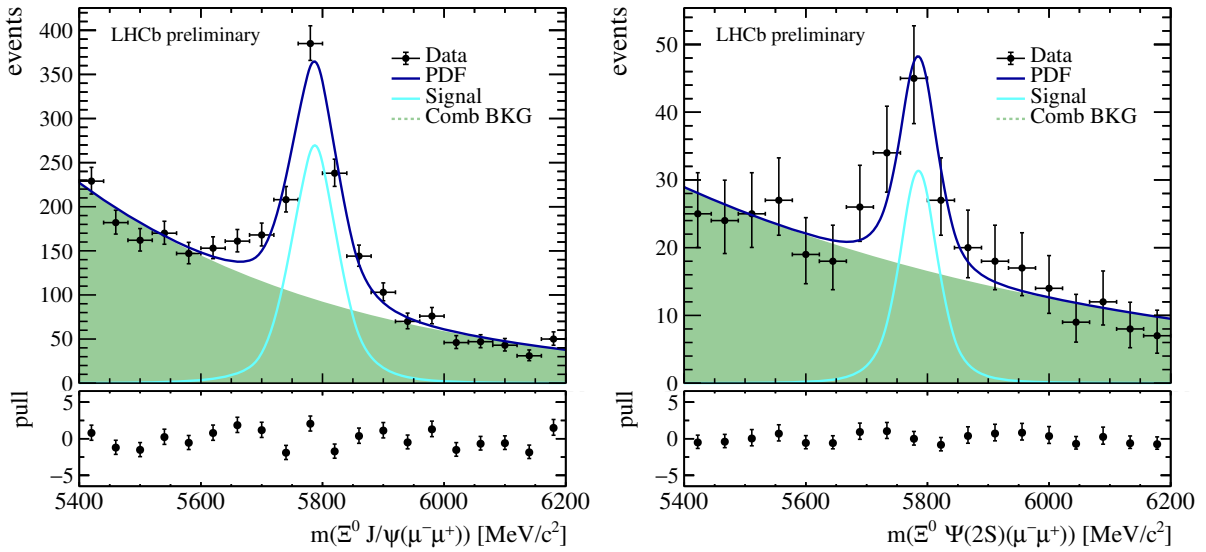 LHCb preliminary
Data
PDF
Signal
Comb BKG
events
400
350
300
250
200
150
100
50
0
pull
5
0
−5
5400 5600 5800 6000 6200
m(Ξ⁰ J/ψ(μ⁻μ⁺)) [MeV/c²]
LHCb preliminary
Data
PDF
Signal
Comb BKG
events
50
40
30
20
10
0
pull
5
0
−5
5400 5600 5800 6000 6200
m(Ξ⁰ Ψ(2S)(μ⁻μ⁺)) [MeV/c²]